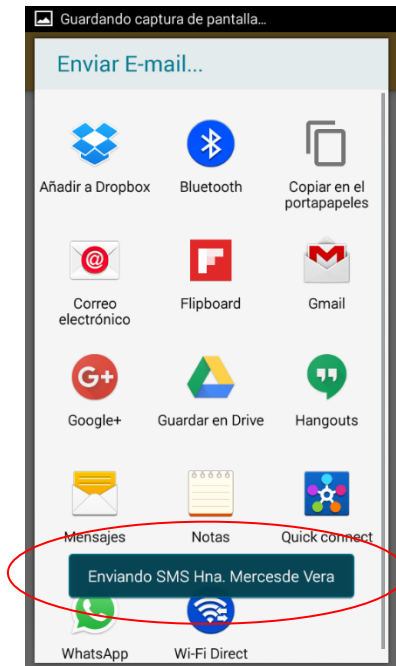 Guardando captura de pantalla…
Enviar E-mail...
Añadir a Dropbox
Bluetooth
Copiar en el
portapapeles
Correo
electrónico
Flipboard
Gmail
Google+
Guardar en Drive
Hangouts
Mensajes
Notas
Quick connect
Enviando SMS Hna. Mercesde Vera
WhatsApp
Wi-Fi Direct